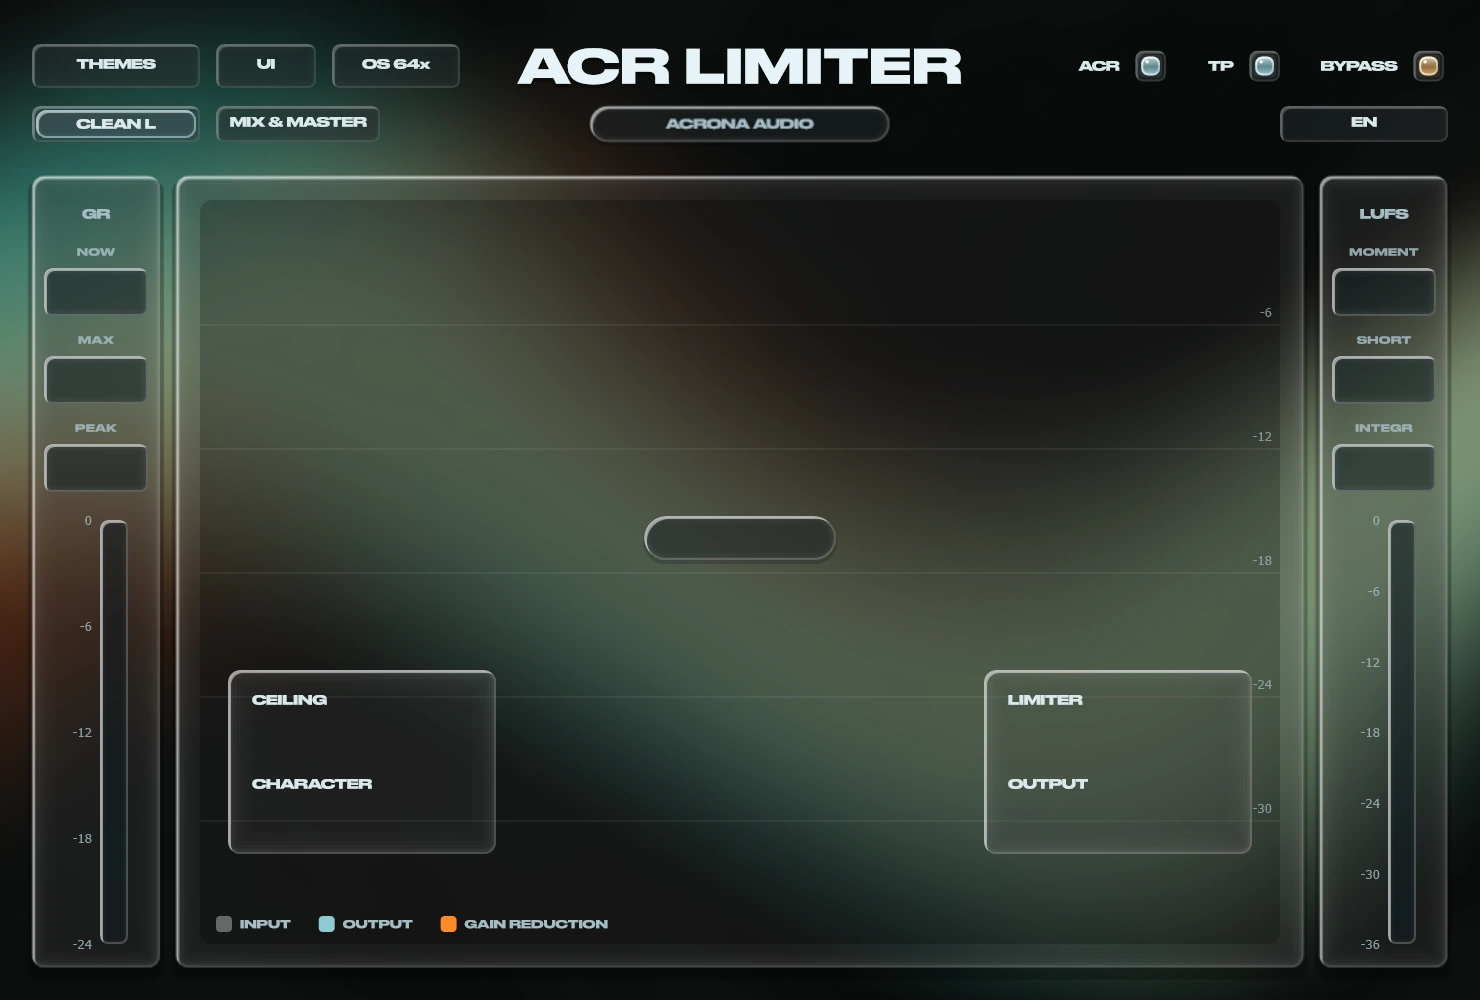 THEMES
UI
OS 64x
ACR LIMITER
ACR
TP
BYPASS
CLEAN L
MIX & MASTER
ACRONA AUDIO
EN
GR
NOW
MAX
PEAK
0
-6
-12
-18
-24
-6
-12
-18
-24
-30
CEILING
CHARACTER
LIMITER
OUTPUT
INPUT
OUTPUT
GAIN REDUCTION
LUFS
MOMENT
SHORT
INTEGR
0
-6
-12
-18
-24
-30
-36